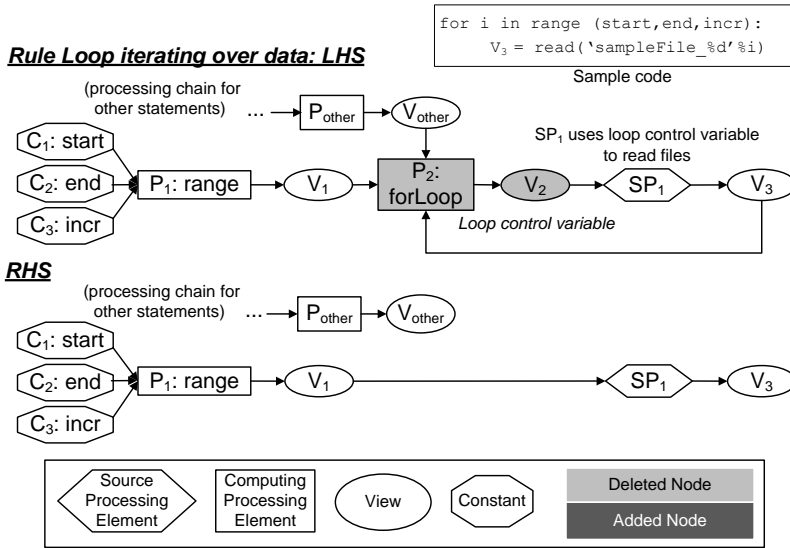 for i in range (start,end,incr):
V3 = read(‘sampleFile_%d’%i)
Sample code
Rule Loop iterating over data: LHS
(processing chain for
other statements)
...
Pother
Vother
SP1 uses loop control variable
to read files
C1: start
C2: end
C3: incr
P1: range
V1
P2:
forLoop
V2
SP1
V3
Loop control variable
RHS
(processing chain for
other statements)
...
Pother
Vother
C1: start
C2: end
C3: incr
P1: range
V1
SP1
V3
Source
Processing
Element
Computing
Processing
Element
View
Constant
Deleted Node
Added Node